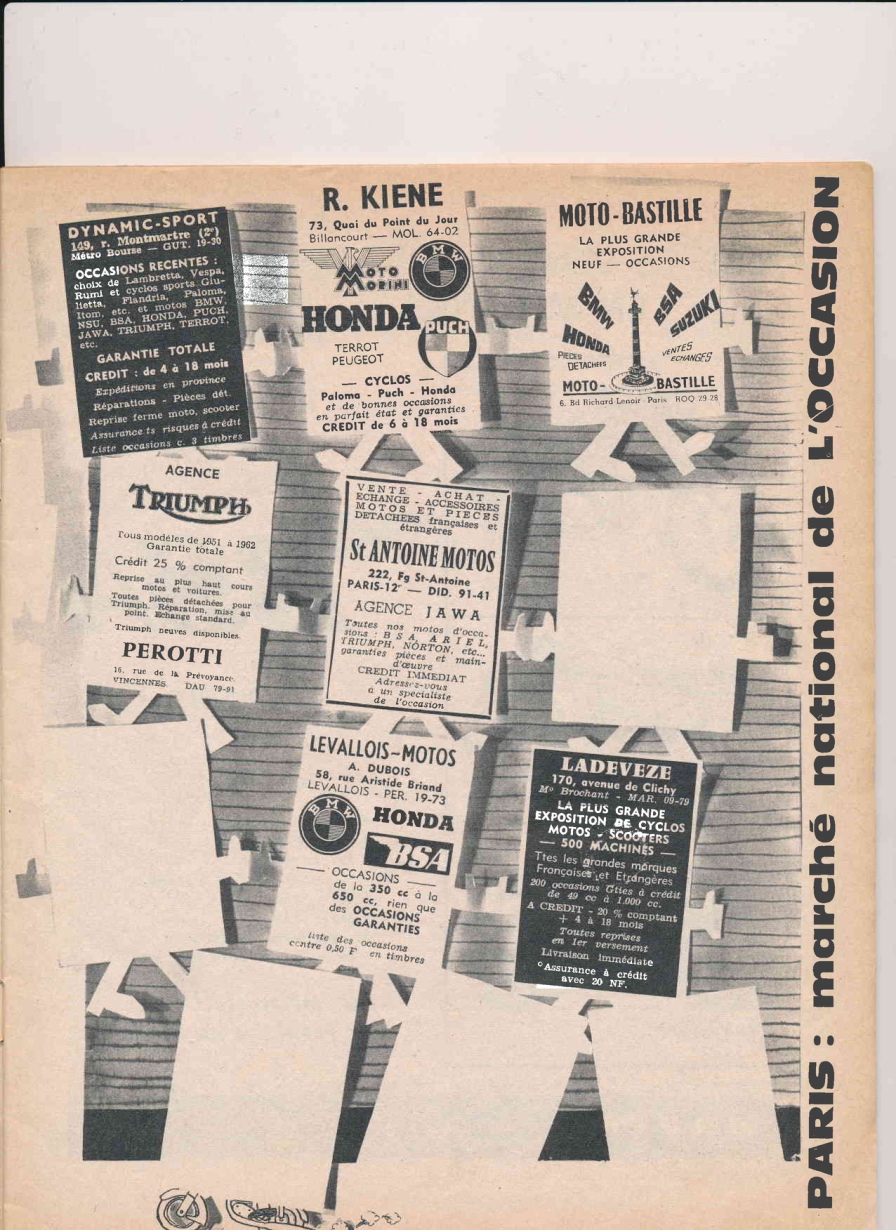 DYNAMIC-SPORT
149, r. Montmartre (2e)
Métro Bourse — GUT. 19-30
OCCASIONS RECENTES :
choix de Lambretta, Vespa,
Rumi et cyclos sports Giu-
lietta, Flandria, Paloma,
Itom, etc. et motos BMW,
NSU, BSA, HONDA, PUCH,
JAWA, TRIUMPH, TERROT,
etc.
GARANTIE TOTALE
CREDIT : de 4 à 18 mois
Expéditions en province
Réparations - Pièces dét.
Reprise ferme moto, scooter
Assurance ts risques à crédit
Liste occasions c. 3 timbres
R. KIENE
73, Quai du Point du Jour
Billancourt — MOL. 64-02
MOTO
MORINI
BMW
HONDA
PUCH
TERROT
PEUGEOT
— CYCLOS —
Paloma - Puch - Honda
et de bonnes occasions
en parfait état et garanties
CREDIT de 6 à 18 mois
MOTO-BASTILLE
LA PLUS GRANDE
EXPOSITION
NEUF — OCCASIONS
BMW
BSA
SUZUKI
HONDA
PIECES
DETACHEES
VENTES
ECHANGES
MOTO-BASTILLE
6, Bd Richard-Lenoir - Paris ROQ 29-28
AGENCE
TRIUMPH
Tous modèles de 1951 à 1962
Garantie totale
Crédit 25 % comptant
Reprise au plus haut cours
motos et voitures.
Toutes pièces détachées pour
Triumph. Réparation, mise au
point. Echange standard.
Triumph neuves disponibles
PEROTTI
16, rue de la Prévoyance
VINCENNES DAU 79-91
VENTE - ACHAT -
ECHANGE - ACCESSOIRES
MOTOS ET PIECES
DETACHEES françaises et
étrangères
St ANTOINE MOTOS
222, Fg St-Antoine
PARIS-12e — DID. 91-41
AGENCE JAWA
Toutes nos motos d'occa-
sions : BSA, ARIEL,
TRIUMPH, NORTON, etc...
garanties pièces et main-
d'œuvre
CREDIT IMMEDIAT
Adressez-vous
à un spécialiste
de l'occasion
LEVALLOIS-MOTOS
A. DUBOIS
58, rue Aristide Briand
LEVALLOIS - PER. 19-73
BMW
HONDA
BSA
— OCCASIONS —
de la 350 cc à la
650 cc, rien que
des OCCASIONS
GARANTIES
liste des occasions
contre 0,50 F en timbres
LADEVEZE
170, avenue de Clichy
Mo Brochant - MAR. 09-79
LA PLUS GRANDE
EXPOSITION DE CYCLOS
MOTOS - SCOOTERS
— 500 MACHINES —
Ttes les grandes marques
Françaises et Etrangères
200 occasions Gties à crédit
de 49 cc à 1.000 cc.
A CREDIT - 20 % comptant
+ 4 à 18 mois
Toutes reprises
en 1er versement
Livraison immédiate
° Assurance à crédit
avec 20 NF.
PARIS : marché national de L'OCCASION